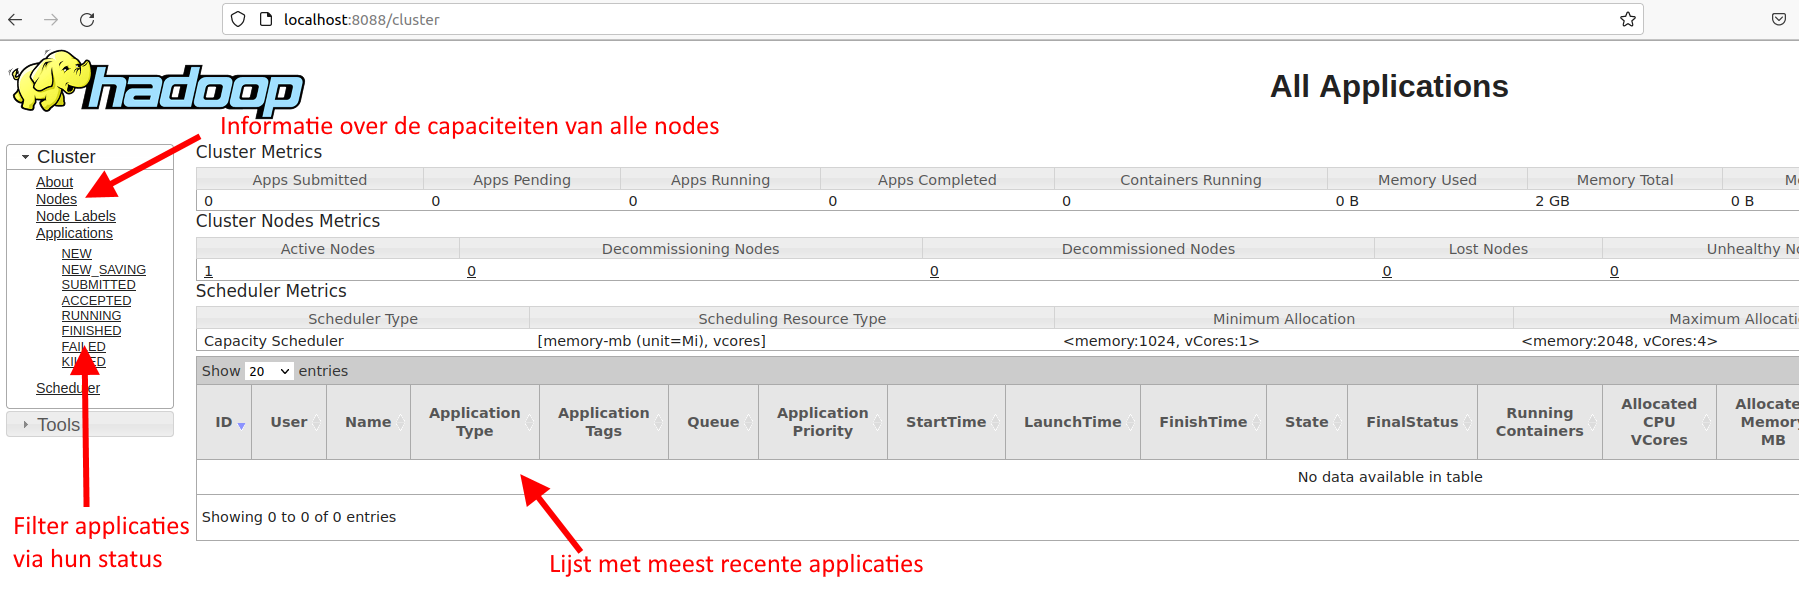 localhost:8088/cluster
hadoop
All Applications
Informatie over de capaciteiten van alle nodes
Cluster
About
Nodes
Node Labels
Applications
NEW
NEW_SAVING
SUBMITTED
ACCEPTED
RUNNING
FINISHED
FAILED
KILLED
Scheduler
Tools
Filter applicaties
via hun status
Cluster Metrics
Apps Submitted Apps Pending Apps Running Apps Completed Containers Running Memory Used Memory Total
0 0 0 0 0 0 B 2 GB 0 B
Cluster Nodes Metrics
Active Nodes Decommissioning Nodes Decommissioned Nodes Lost Nodes Unhealthy
1 0 0 0 0
Scheduler Metrics
Scheduler Type Scheduling Resource Type Minimum Allocation Maximum
Capacity Scheduler [memory-mb (unit=Mi), vcores] <memory:1024, vCores:1> <memory:2048, vCores:4>
Show 20 entries
ID User Name Application Type Application Tags Queue Application Priority StartTime LaunchTime FinishTime State FinalStatus Running Containers Allocated CPU VCores Allocate Memory MB
No data available in table
Showing 0 to 0 of 0 entries
Lijst met meest recente applicaties